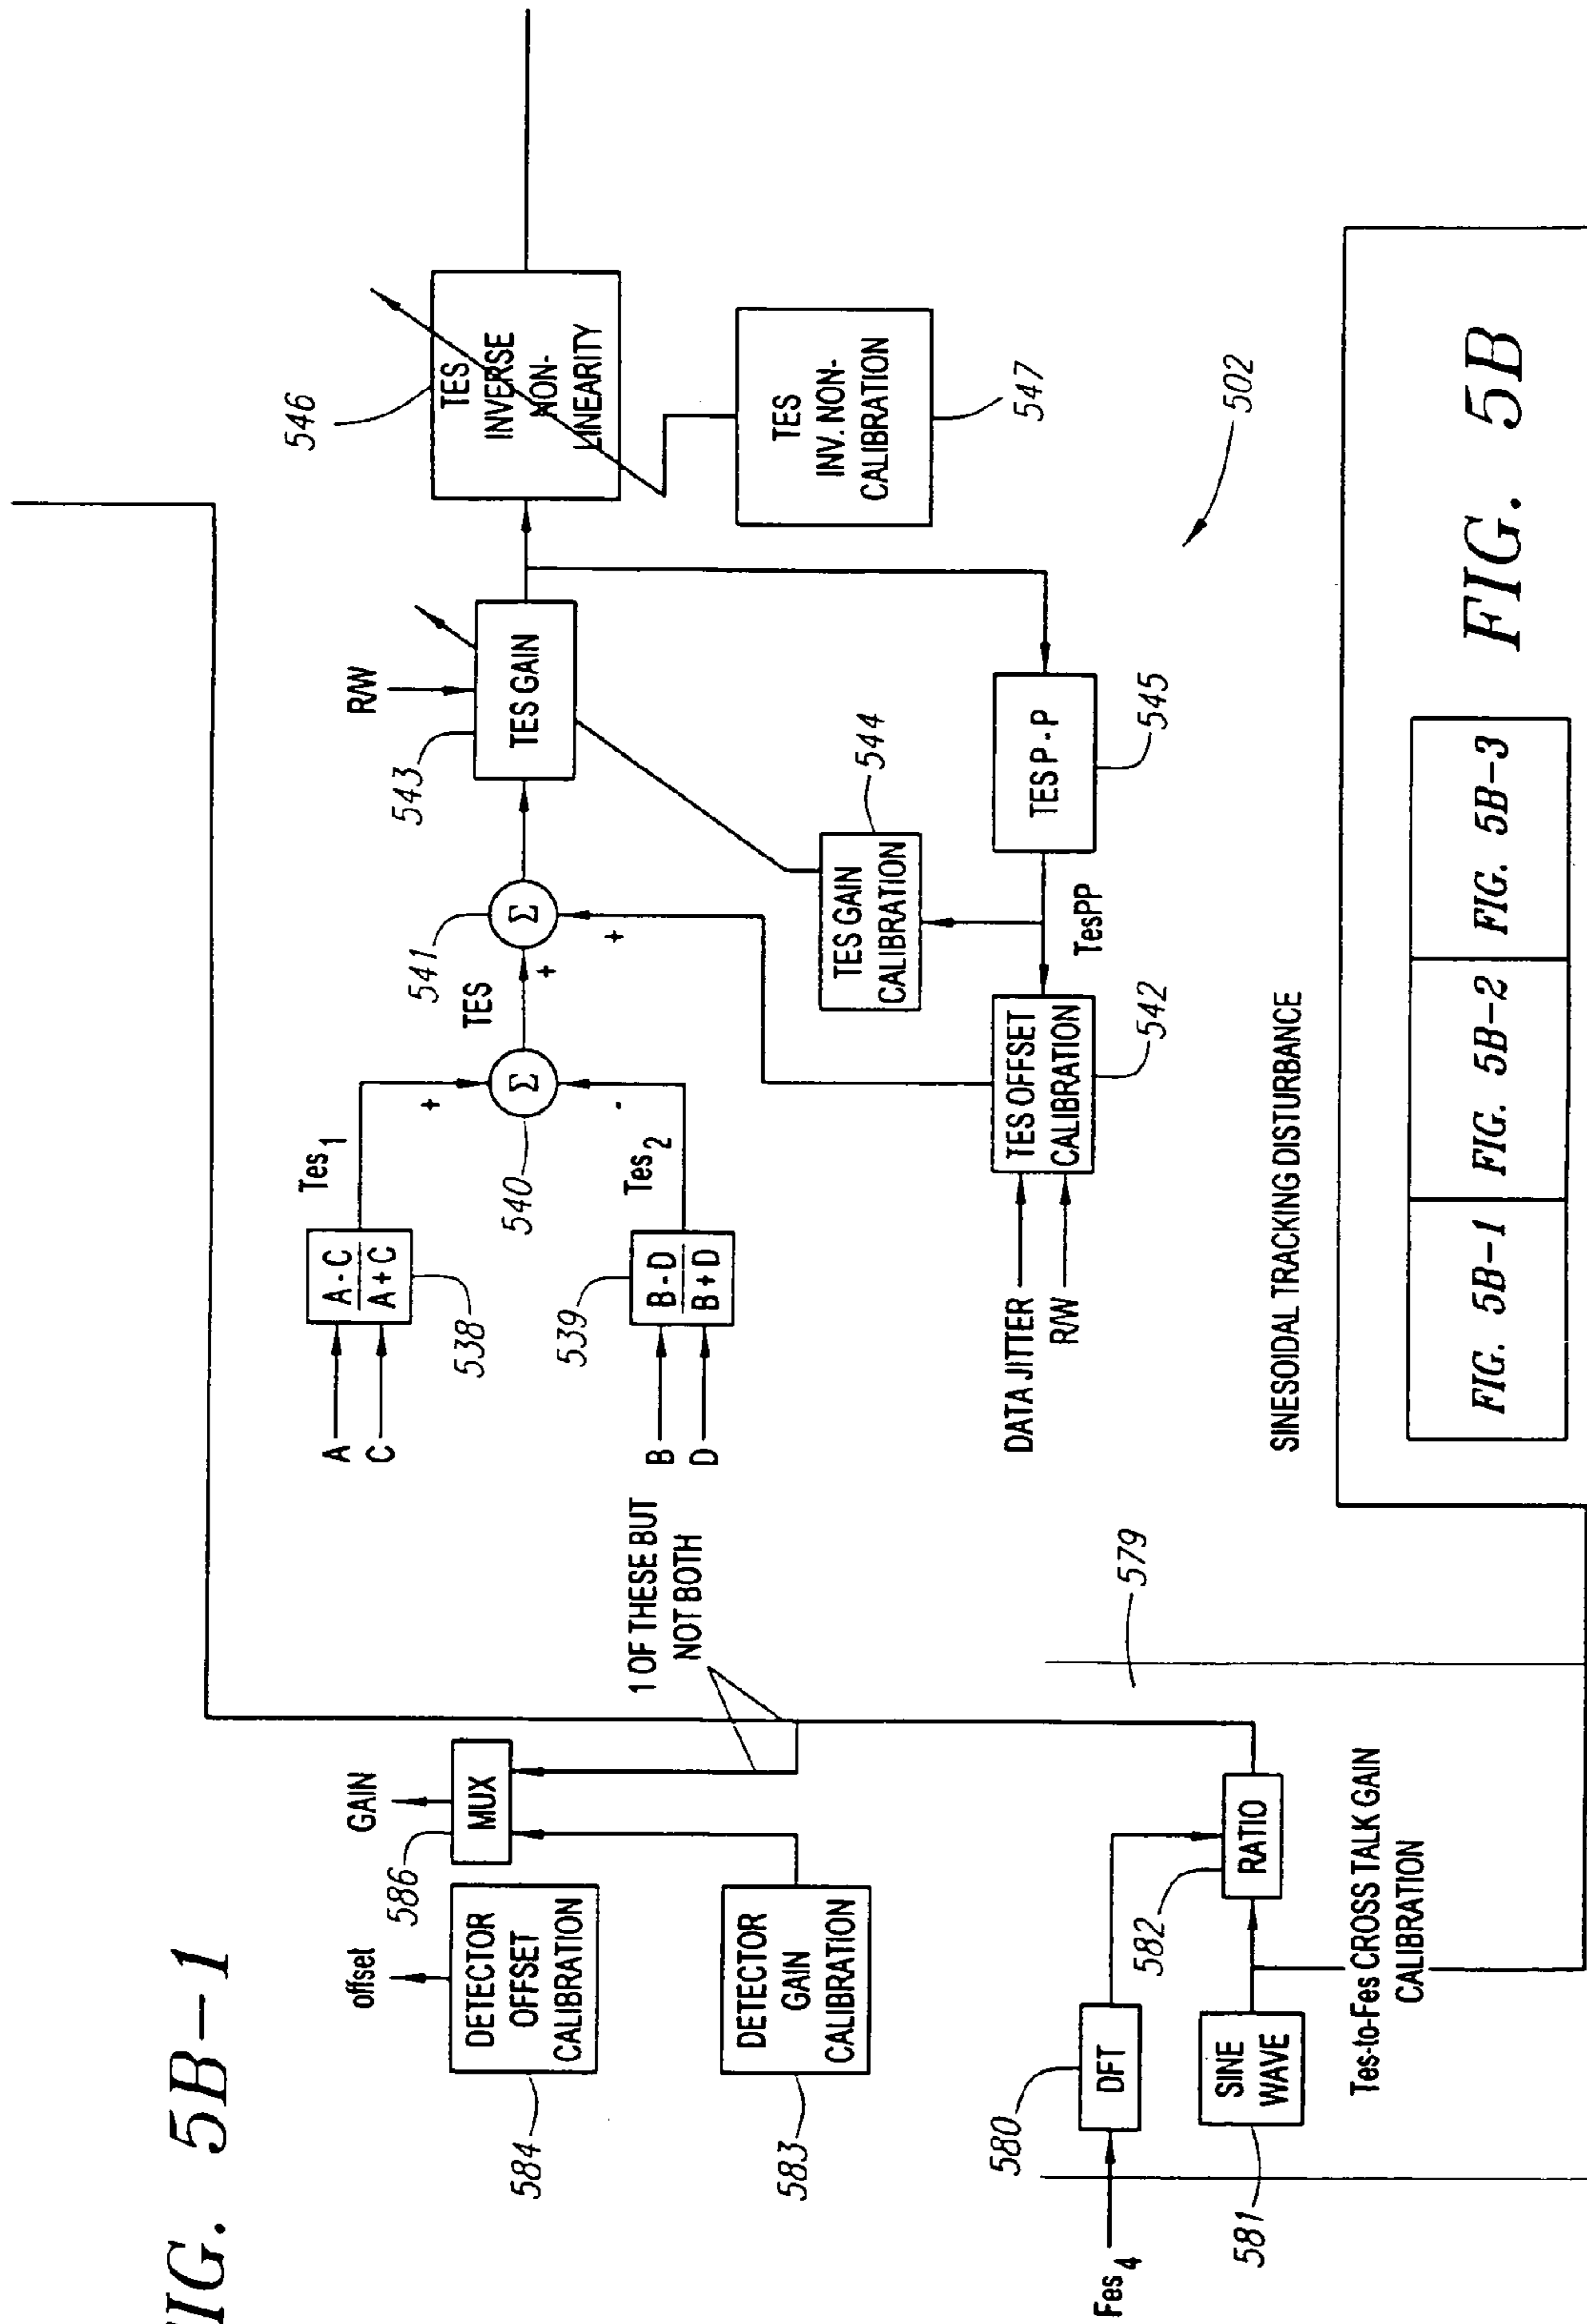 FIG. 5B-1
offset
GAIN
584
DETECTOR
OFFSET
CALIBRATION
586
MUX
583
DETECTOR
GAIN
CALIBRATION
1 OF THESE BUT
NOT BOTH
Fes4
580
DFT
581
SINE
WAVE
582
RATIO
Tes-to-Fes CROSS TALK GAIN
CALIBRATION
579
A
C
A - C
A + C
538
Tes1
B
D
B - D
B + D
539
Tes2
+
-
Σ
540
TES
+
+
Σ
541
543
R/W
TES GAIN
546
TES
INVERSE
NON-
LINEARITY
TES
INV. NON-
CALIBRATION
547
TES GAIN
CALIBRATION
544
DATA JITTER
R/W
TES OFFSET
CALIBRATION
542
TesPP
TES P - P
545
502
SINESOIDAL TRACKING DISTURBANCE
FIG. 5B-1
FIG. 5B-2
FIG. 5B-3
FIG. 5B